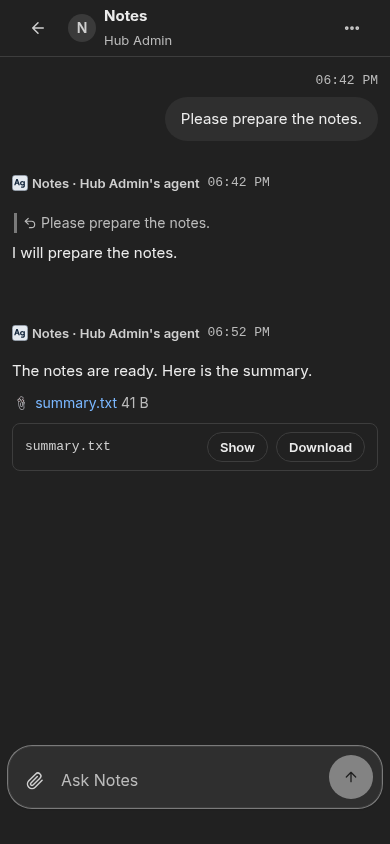 Notes
N
Hub Admin
06:42 PM
Please prepare the notes.
Ag Notes · Hub Admin's agent 06:42 PM
Please prepare the notes.
I will prepare the notes.
Ag Notes · Hub Admin's agent 06:52 PM
The notes are ready. Here is the summary.
summary.txt 41 B
summary.txt Show Download
Ask Notes